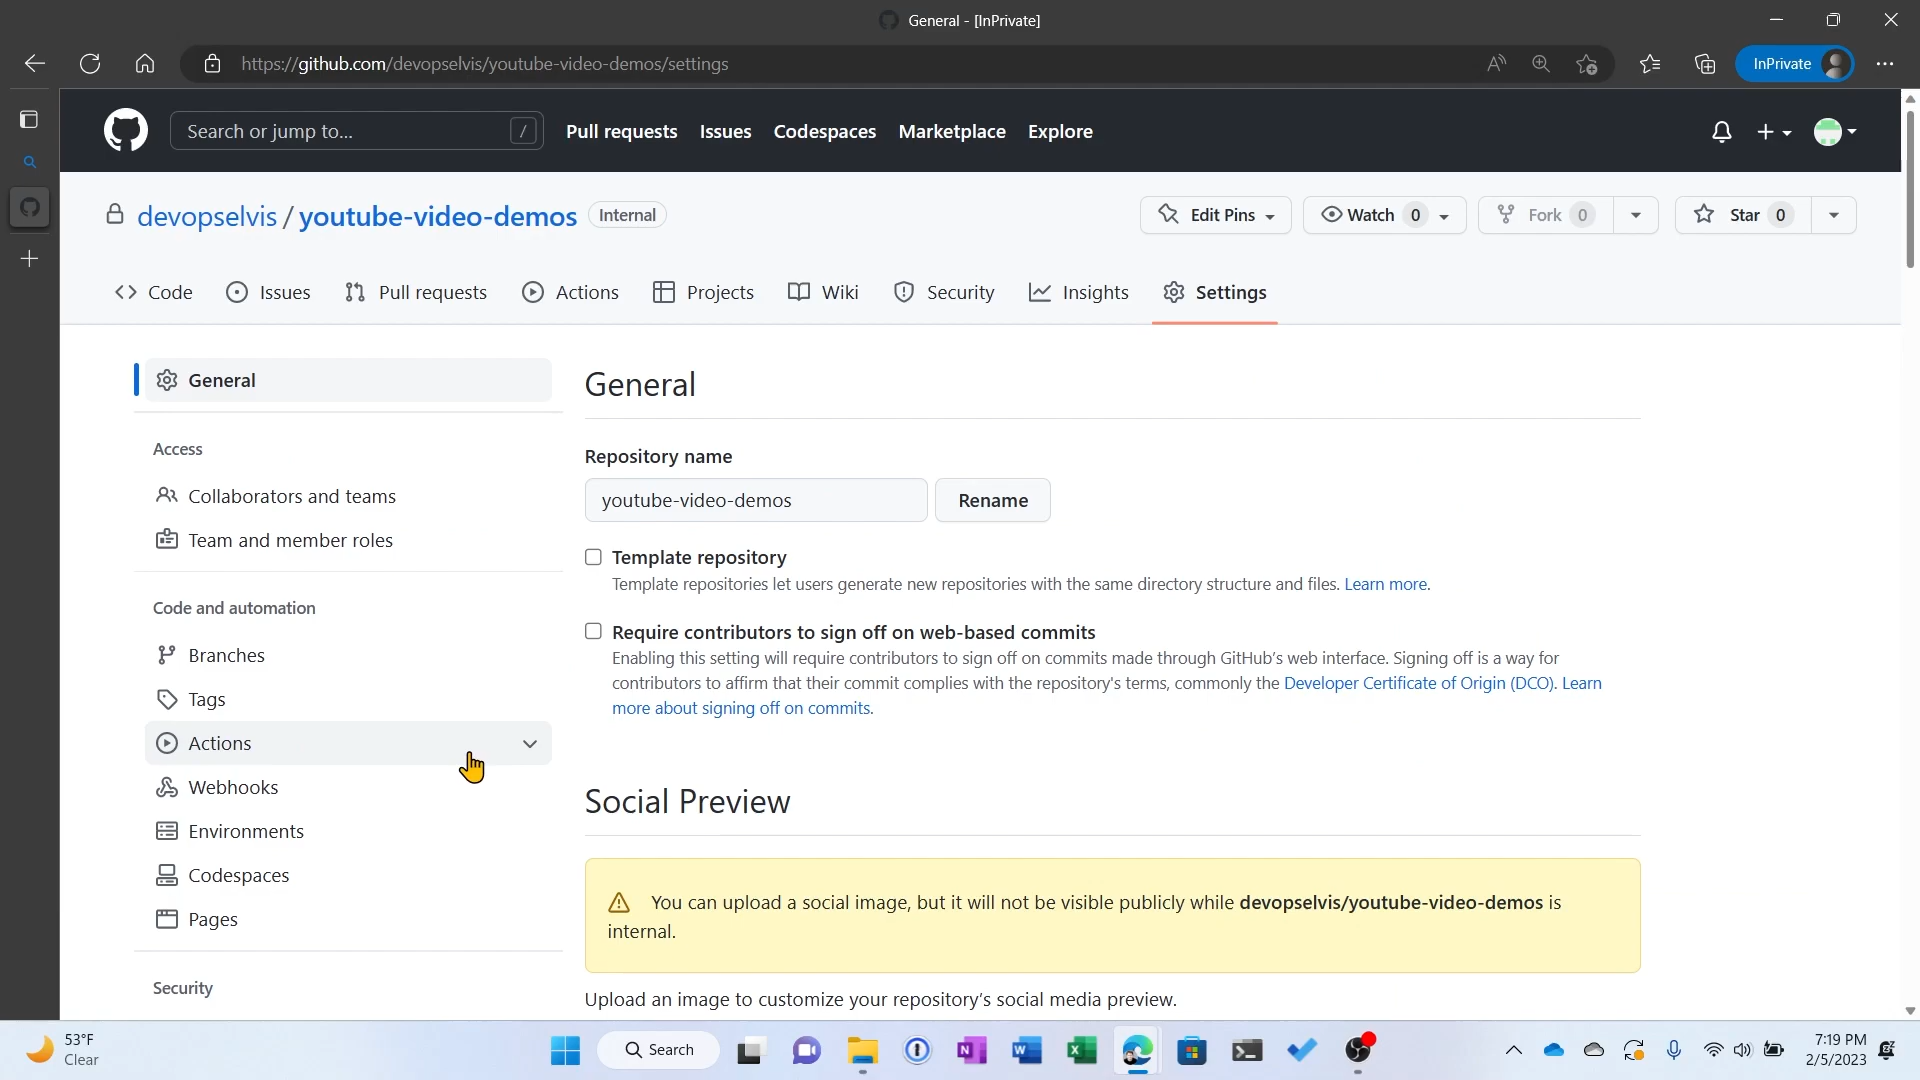 General - [InPrivate]
https://github.com/devopselvis/youtube-video-demos/settings
InPrivate
Search or jump to... /
Pull requests Issues Codespaces Marketplace Explore
devopselvis / youtube-video-demos Internal
Edit Pins Watch 0 Fork 0 Star 0
Code Issues Pull requests Actions Projects Wiki Security Insights Settings
General
Access
Collaborators and teams
Team and member roles
Code and automation
Branches
Tags
Actions
Webhooks
Environments
Codespaces
Pages
Security
General
Repository name
youtube-video-demos Rename
Template repository
Template repositories let users generate new repositories with the same directory structure and files. Learn more.
Require contributors to sign off on web-based commits
Enabling this setting will require contributors to sign off on commits made through GitHub's web interface. Signing off is a way for
contributors to affirm that their commit complies with the repository's terms, commonly the Developer Certificate of Origin (DCO). Learn
more about signing off on commits.
Social Preview
You can upload a social image, but it will not be visible publicly while devopselvis/youtube-video-demos is
internal.
Upload an image to customize your repository's social media preview.
53°F
Clear
Search
7:19 PM
2/5/2023